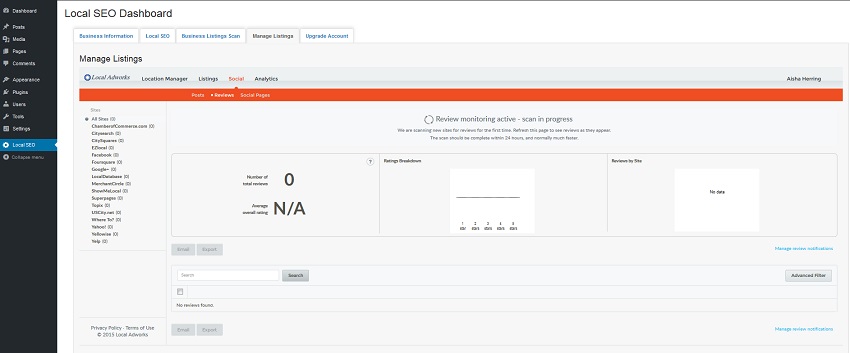 Dashboard
Posts
Media
Pages
Comments
Appearance
Plugins
Users
Tools
Settings
Local SEO
Collapse menu
Local SEO Dashboard
Business Information
Local SEO
Business Listings Scan
Manage Listings
Upgrade Account
Manage Listings
Local Adworks
Location Manager
Listings
Social
Analytics
Aisha Herring
Posts
• Reviews
Social Pages
Sites
All Sites (0)
ChamberofCommerce.com (0)
Citysearch (0)
CitySquares (0)
EZlocal (0)
Facebook (0)
Foursquare (0)
Google+ (0)
LocalDatabase (0)
MerchantCircle (0)
ShowMeLocal (0)
Superpages (0)
Topix (0)
USCity.net (0)
Where To? (0)
Yahoo! (0)
Yellowise (0)
Yelp (0)
Privacy Policy · Terms of Use
© 2015 Local Adworks
Review monitoring active - scan in progress
We are scanning new sites for reviews for the first time. Refresh this page to see reviews as they appear.
The scan should be complete within 24 hours, and normally much faster.
?
Number of
total reviews
0
Average
overall rating
N/A
Ratings Breakdown
1 2 3 4 5
star stars stars stars stars
Reviews by Site
No data
Email
Export
Manage review notifications
Search
Search
Advanced Filter
No reviews found.
Email
Export
Manage review notifications